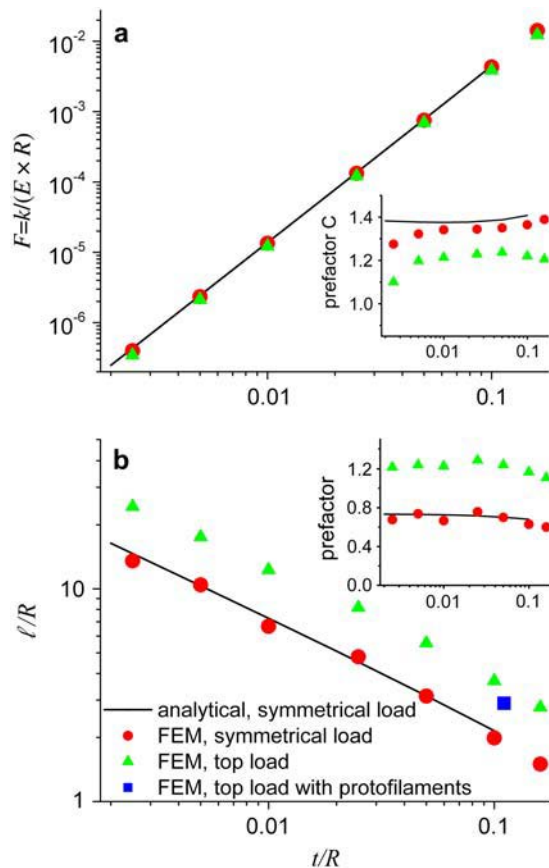 a
10⁻²
10⁻³
10⁻⁴
10⁻⁵
10⁻⁶
F=k/(E × R)
0.01
0.1
prefactor C
1.4
1.2
1.0
0.01
0.1
b
10
1
ℓ/R
prefactor
1.2
0.8
0.4
0.0
0.01
0.1
analytical, symmetrical load
FEM, symmetrical load
FEM, top load
FEM, top load with protofilaments
0.01
0.1
t/R